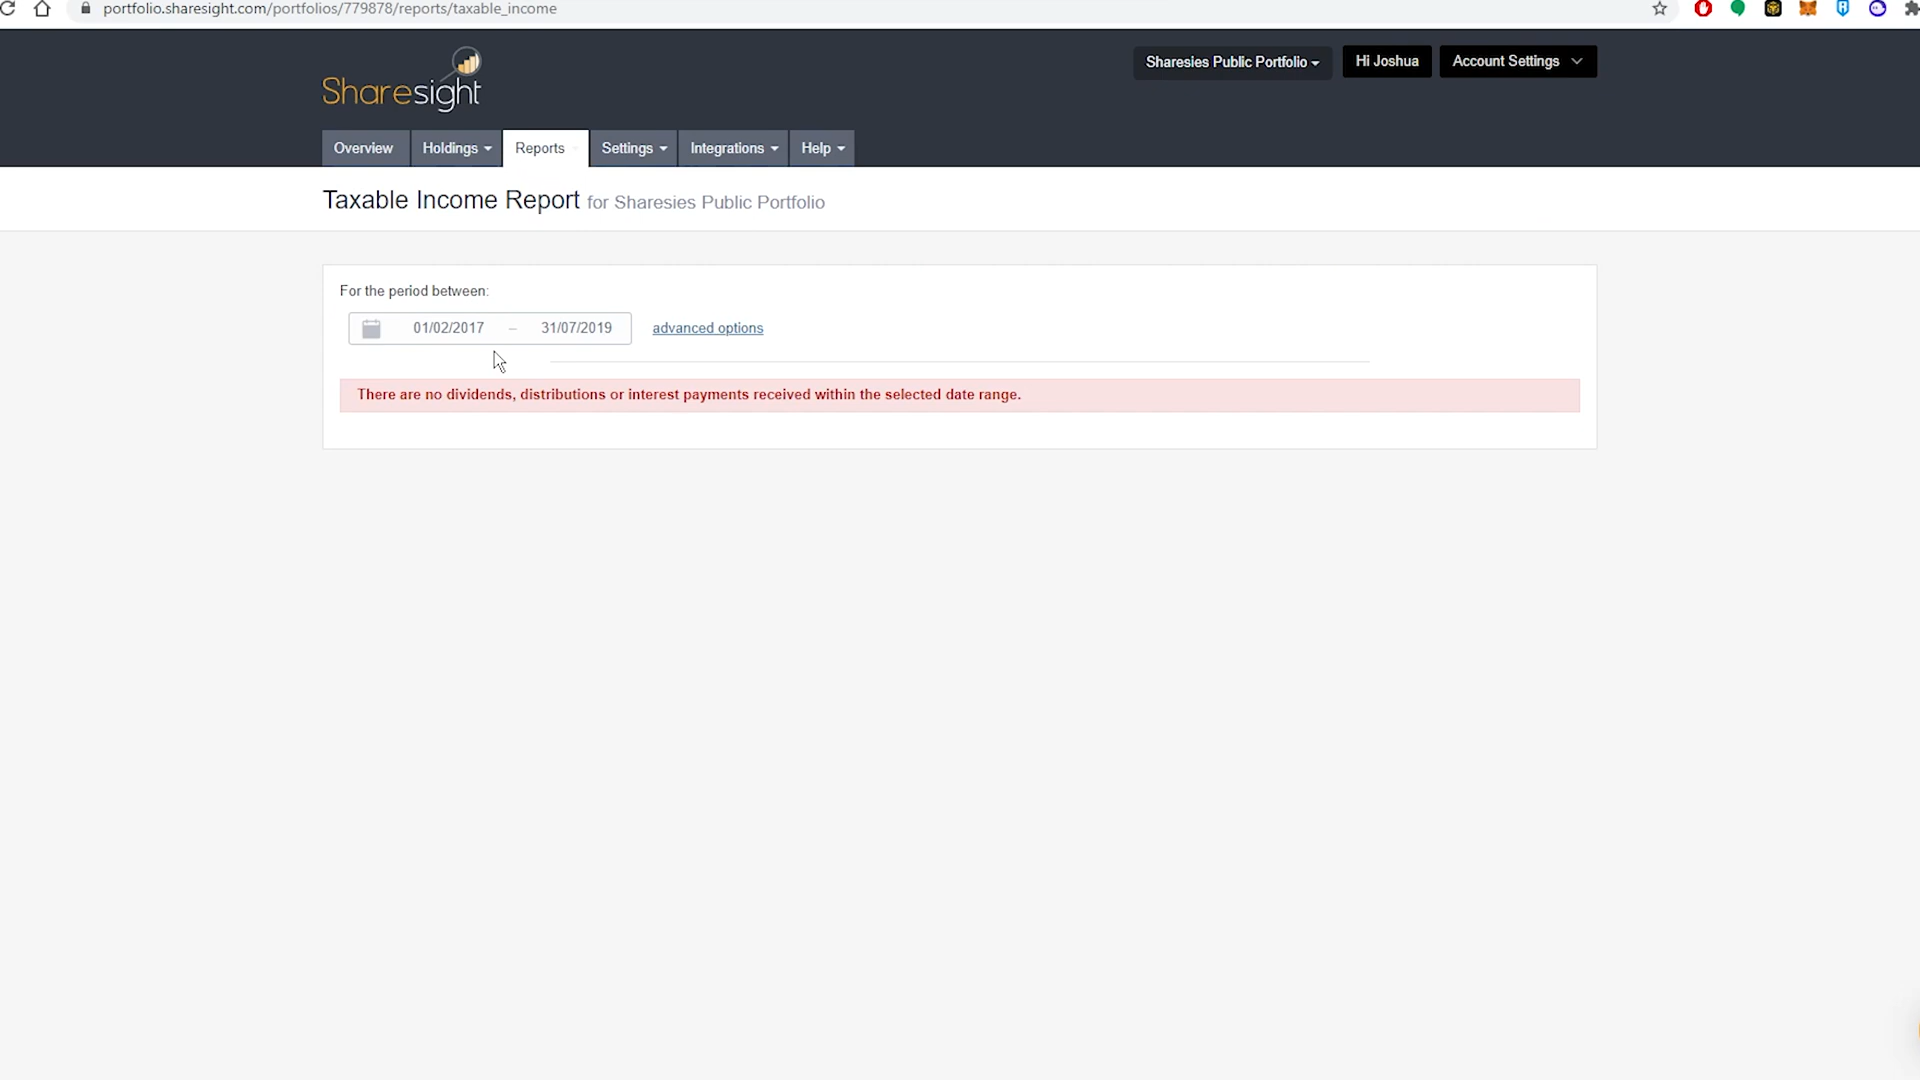 portfolio.sharesight.com/portfolios/779878/reports/taxable_income
Sharesight
Sharesies Public Portfolio
Hi Joshua
Account Settings
Overview
Holdings
Reports
Settings
Integrations
Help
Taxable Income Report for Sharesies Public Portfolio
For the period between:
01/02/2017 – 31/07/2019
advanced options
There are no dividends, distributions or interest payments received within the selected date range.